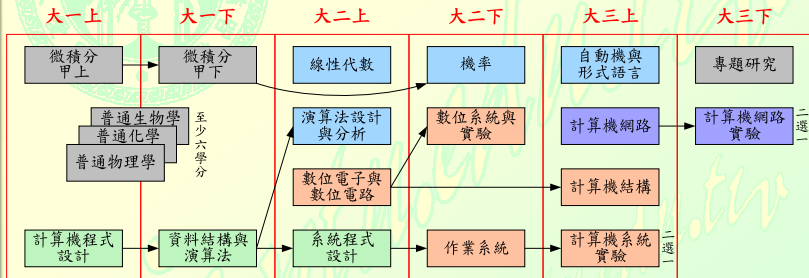 大一上 大一下 大二上 大二下 大三上 大三下
微積分
甲上
微積分
甲下
線性代數
機率
自動機與
形式語言
專題研究
普通生物學
普通化學
普通物理學
至少六學分
演算法設計
與分析
數位系統與
實驗
計算機網路
計算機網路
實驗
二選一
數位電子與
數位電路
計算機結構
計算機程式
設計
資料結構與
演算法
系統程式
設計
作業系統
計算機系統
實驗
二選一